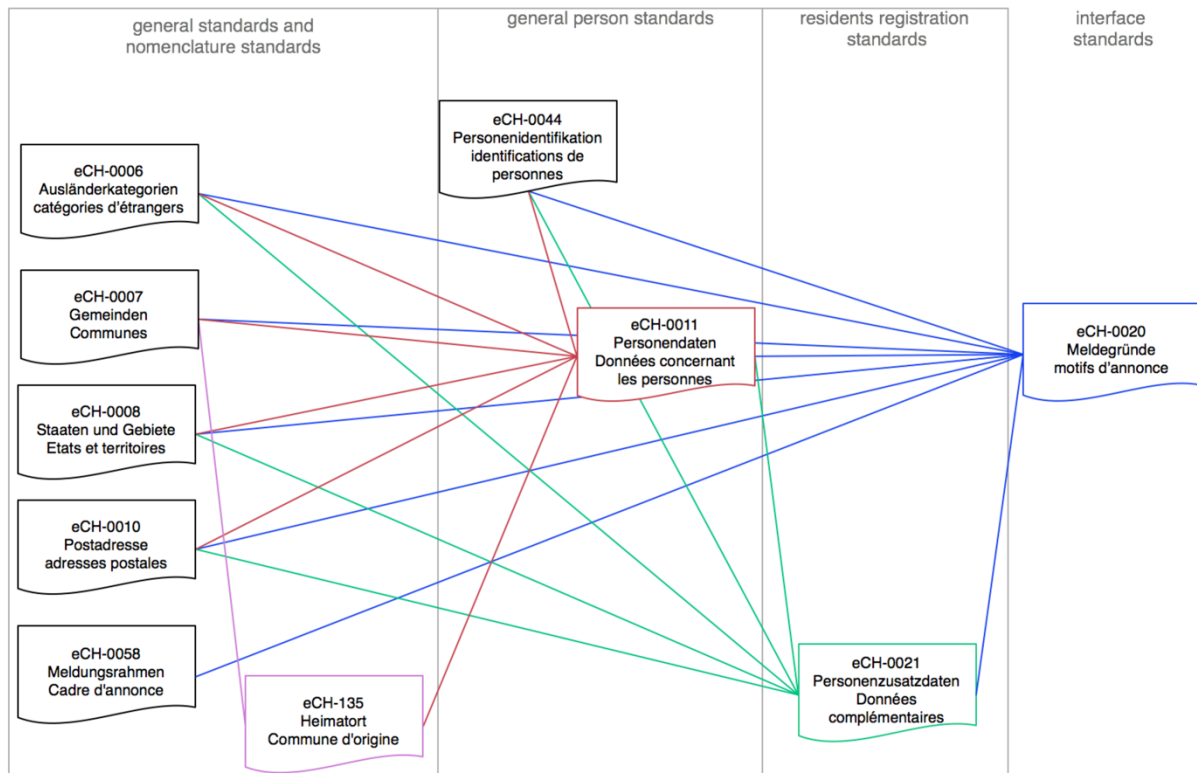 general standards and
nomenclature standards
general person standards
residents registration
standards
interface
standards
eCH-0044
Personenidentifikation
identifications de
personnes
eCH-0006
Ausländerkategorien
catégories d'étrangers
eCH-0007
Gemeinden
Communes
eCH-0011
Personendaten
Données concernant
les personnes
eCH-0020
Meldegründe
motifs d'annonce
eCH-0008
Staaten und Gebiete
Etats et territoires
eCH-0010
Postadresse
adresses postales
eCH-0058
Meldungsrahmen
Cadre d'annonce
eCH-135
Heimatort
Commune d'origine
eCH-0021
Personenzusatzdaten
Données
complémentaires